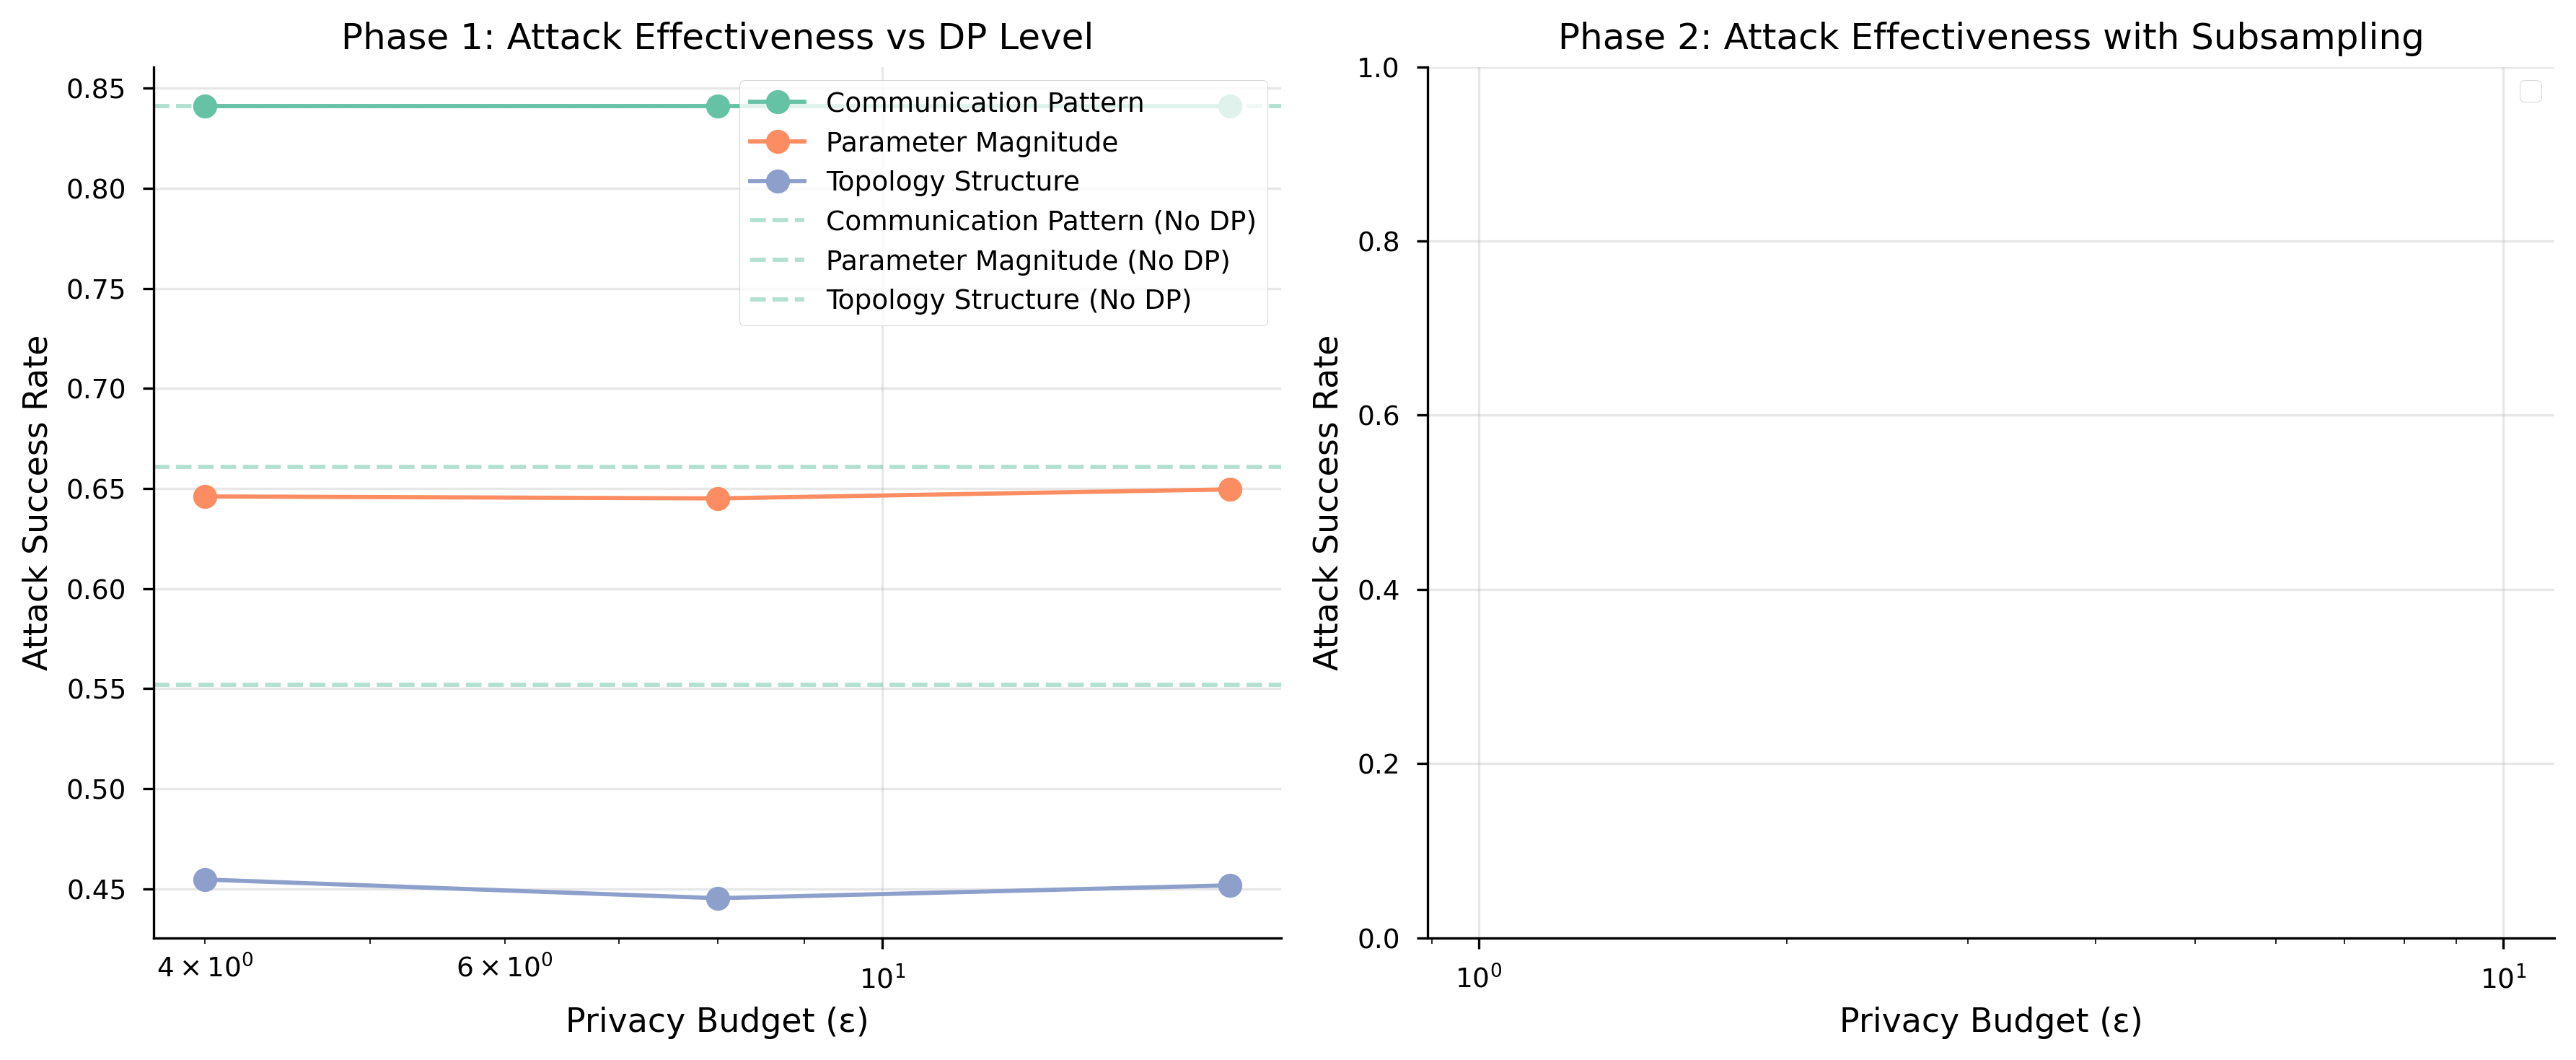 Phase 1: Attack Effectiveness vs DP Level
Attack Success Rate
0.85
0.80
0.75
0.70
0.65
0.60
0.55
0.50
0.45
Communication Pattern
Parameter Magnitude
Topology Structure
Communication Pattern (No DP)
Parameter Magnitude (No DP)
Topology Structure (No DP)
4 × 10⁰ 6 × 10⁰ 10¹
Privacy Budget (ε)
Phase 2: Attack Effectiveness with Subsampling
Attack Success Rate
1.0
0.8
0.6
0.4
0.2
0.0
10⁰ 10¹
Privacy Budget (ε)